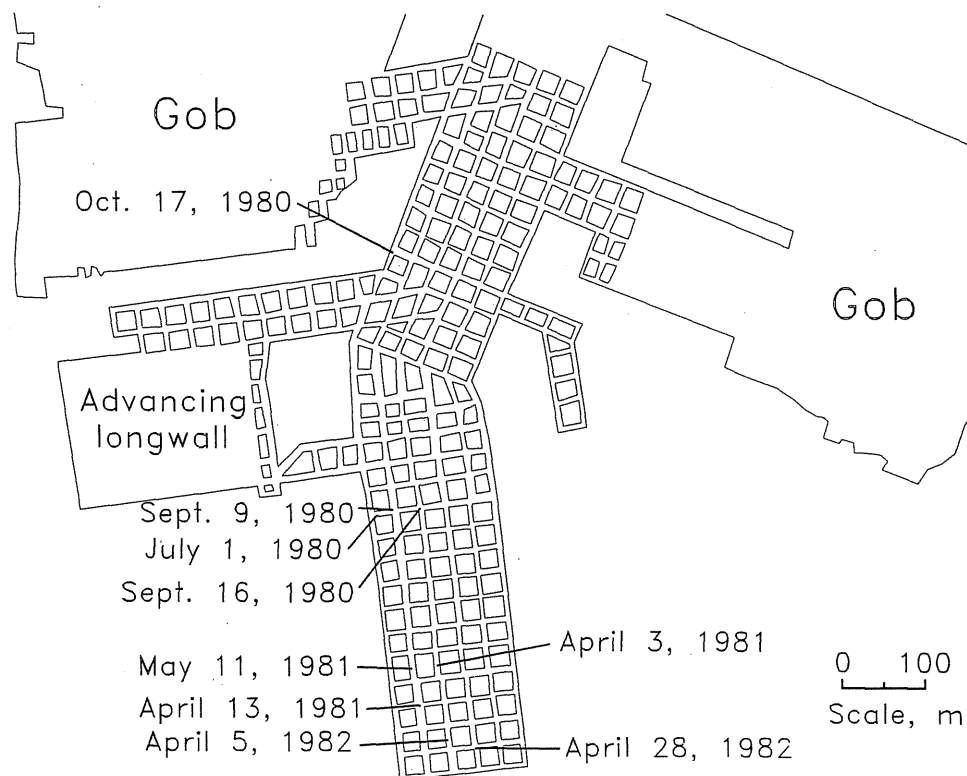 Gob
Oct. 17, 1980
Gob
Advancing
longwall
Sept. 9, 1980
July 1, 1980
Sept. 16, 1980
April 3, 1981
May 11, 1981
0 100
April 13, 1981
Scale, m
April 5, 1982
April 28, 1982